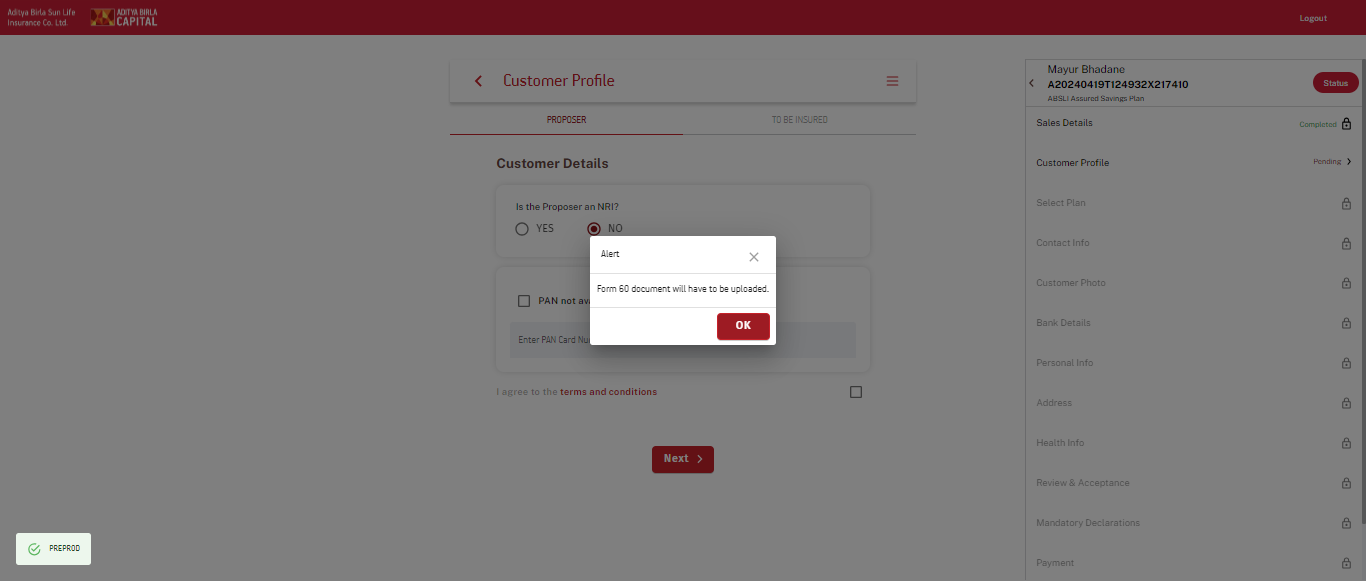 Aditya Birla Sun Life
Insurance Co. Ltd.
ADITYA BIRLA
CAPITAL
Logout
Customer Profile
PROPOSER
TO BE INSURED
Customer Details
Is the Proposer an NRI?
YES
NO
PAN not
Enter PAN Card
I agree to the terms and conditions
Next
Alert
Form 60 document will have to be uploaded.
OK
Mayur Bhadane
A20240419T124932X217410
ABSLI Assured Savings Plan
Status
Sales Details
Completed
Customer Profile
Pending
Select Plan
Contact Info
Customer Photo
Bank Details
Personal Info
Address
Health Info
Review & Acceptance
Mandatory Declarations
Payment
PREPROD